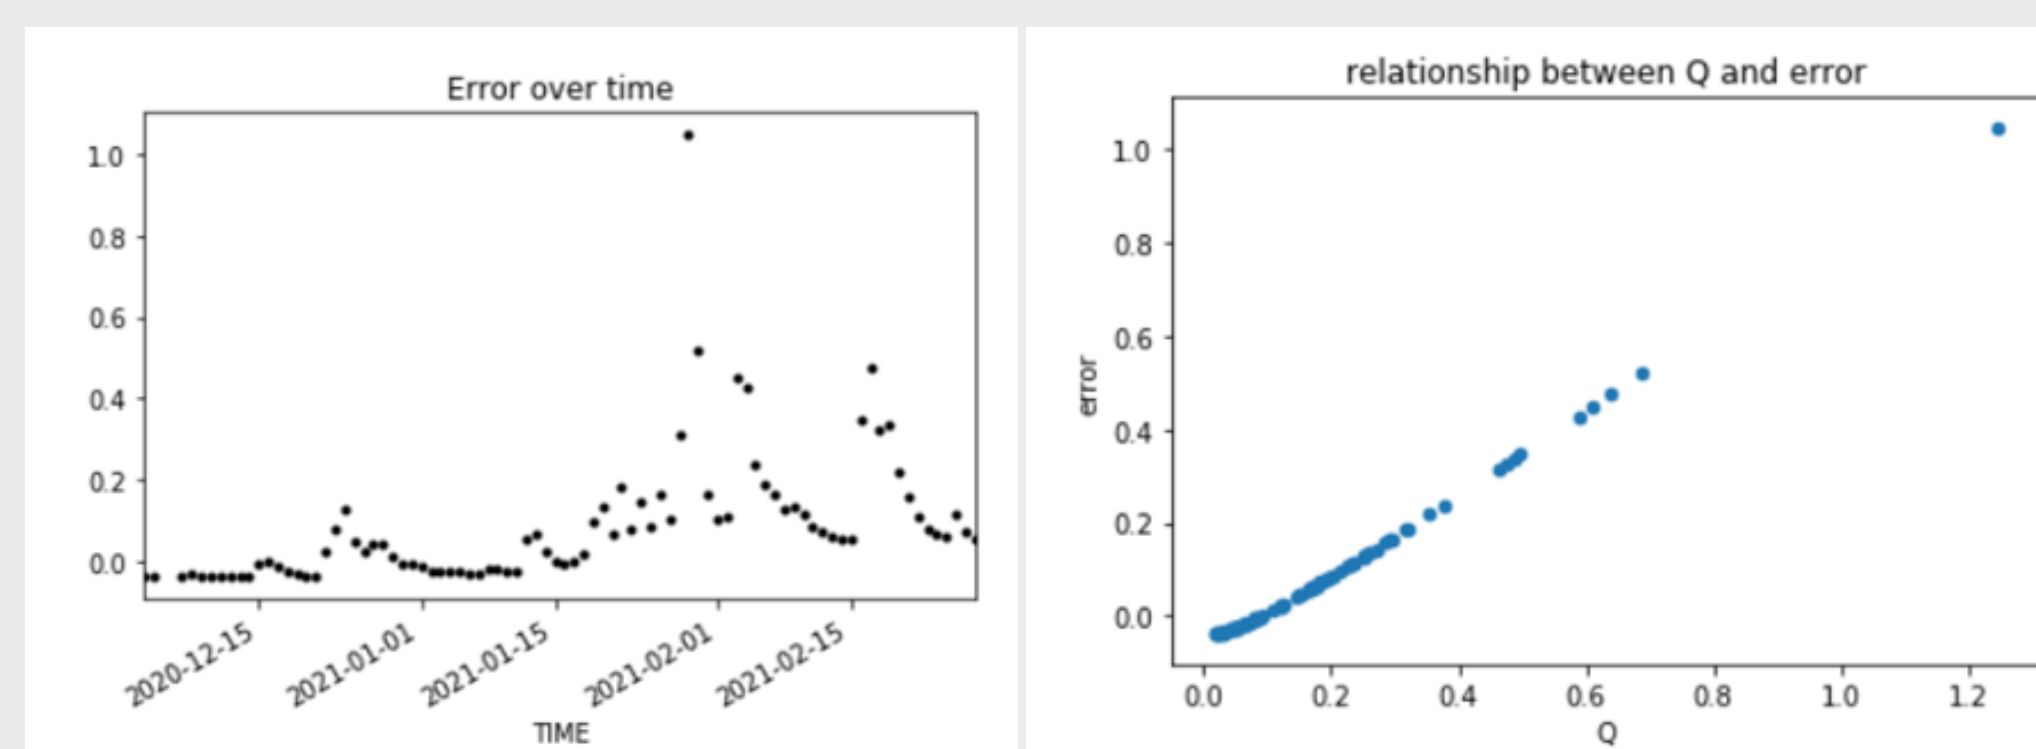 Error over time
1.0
0.8
0.6
0.4
0.2
0.0
2020-12-15
2021-01-01
2021-01-15
2021-02-01
2021-02-15
TIME
relationship between Q and error
error
1.0
0.8
0.6
0.4
0.2
0.0
0.0 0.2 0.4 0.6 0.8 1.0 1.2
Q